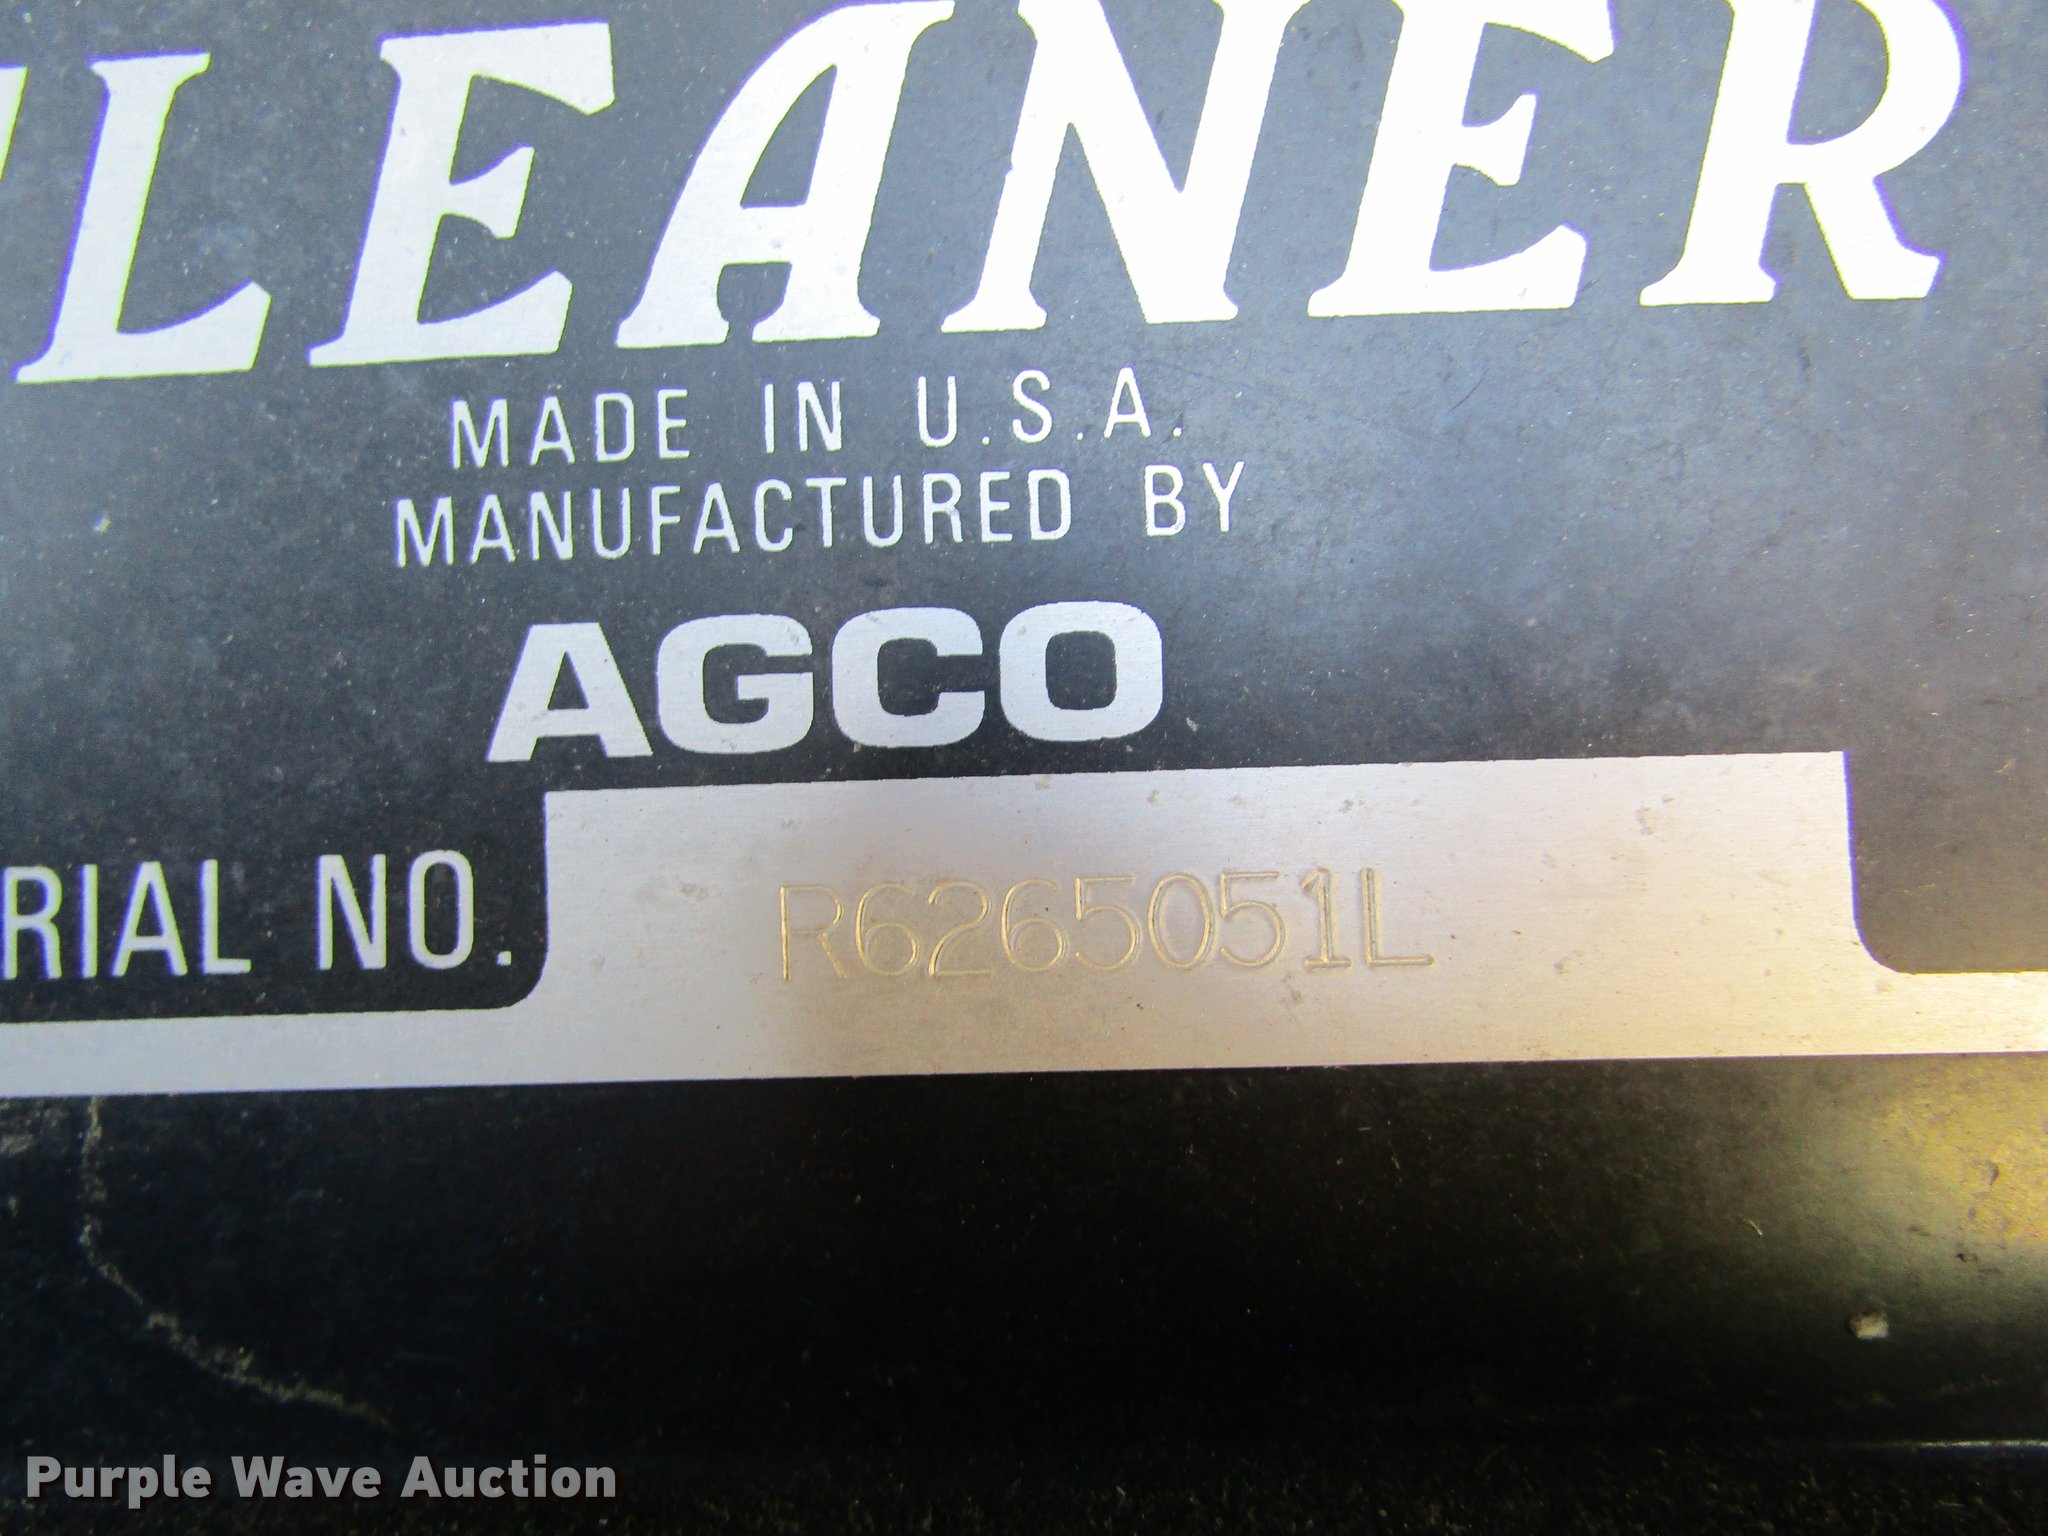 LEANER
MADE IN U.S.A.
MANUFACTURED BY
AGCO
RIAL NO. R6265051L
Purple Wave Auction